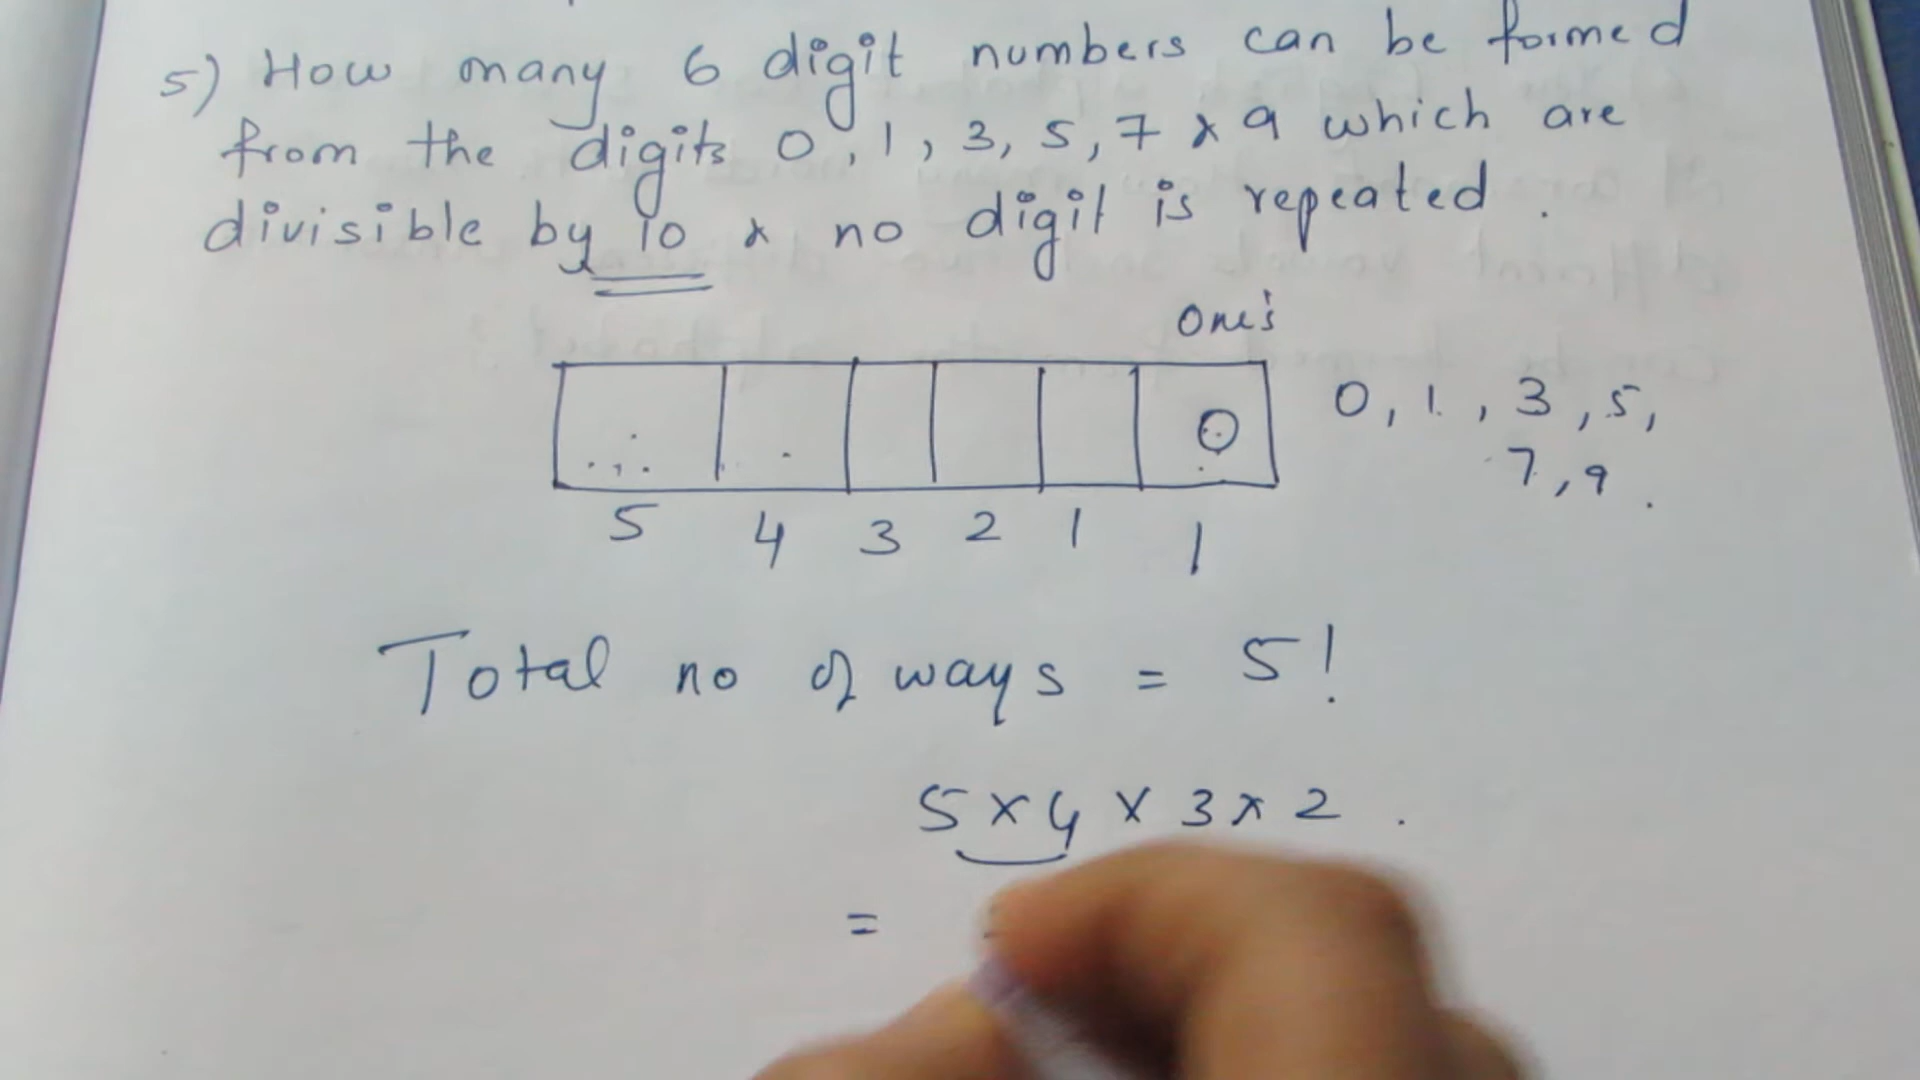 5) How many 6 digit numbers can be formed
from the digits 0, 1, 3, 5, 7 & 9 which are
divisible by 10 & no digit is repeated.
One's
0
0, 1, 3, 5,
7, 9.
5 4 3 2 1 1
Total no of ways = 5!
5 × 4 × 3 × 2 .
=